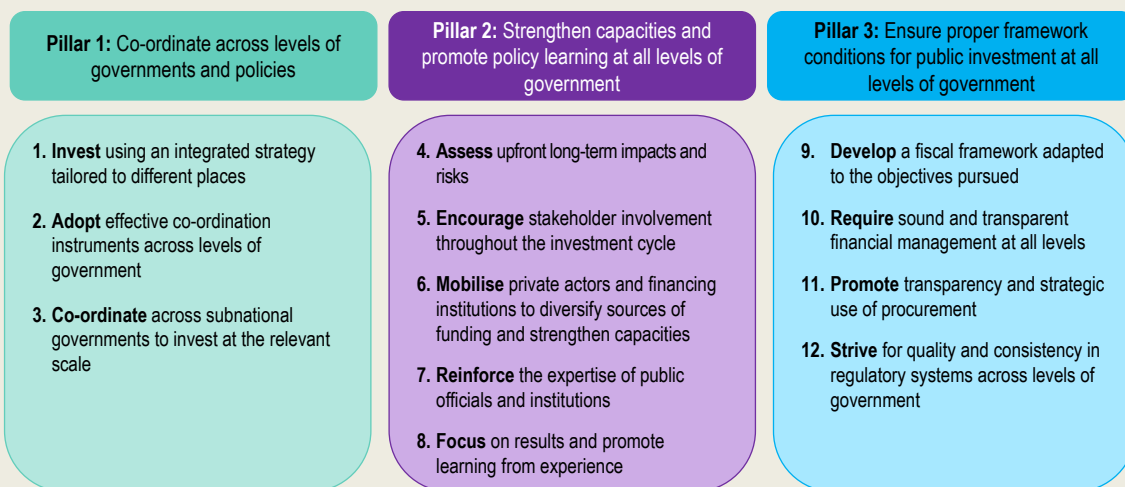 Pillar 1: Co-ordinate across levels of
governments and policies
1. Invest using an integrated strategy
tailored to different places
2. Adopt effective co-ordination
instruments across levels of
government
3. Co-ordinate across subnational
governments to invest at the relevant
scale
Pillar 2: Strengthen capacities and
promote policy learning at all levels of
government
4. Assess upfront long-term impacts and
risks
5. Encourage stakeholder involvement
throughout the investment cycle
6. Mobilise private actors and financing
institutions to diversify sources of
funding and strengthen capacities
7. Reinforce the expertise of public
officials and institutions
8. Focus on results and promote
learning from experience
Pillar 3: Ensure proper framework
conditions for public investment at all
levels of government
9. Develop a fiscal framework adapted
to the objectives pursued
10. Require sound and transparent
financial management at all levels
11. Promote transparency and strategic
use of procurement
12. Strive for quality and consistency in
regulatory systems across levels of
government